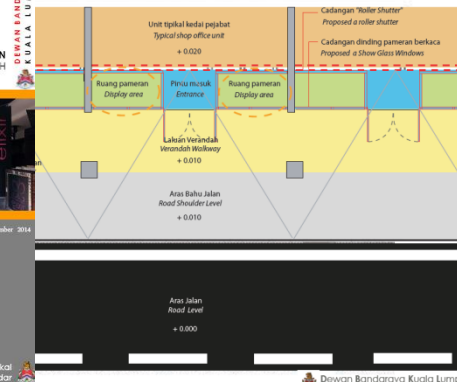 Unit tipikal kedai pejabat
Typical shop office unit
+ 0.020
Cadangan "Roller Shutter"
Proposed a roller shutter
Cadangan dinding pameran berkaca
Proposed a Show Glass Windows
Ruang pameran
Display area
Pintu masuk
Entrance
Ruang pameran
Display area
Laluan Verandah
Verandah Walkway
+ 0.010
Aras Bahu Jalan
Road Shoulder Level
+ 0.010
Aras Jalan
Road Level
+ 0.000
2014
Dewan Bandaraya Kuala Lump